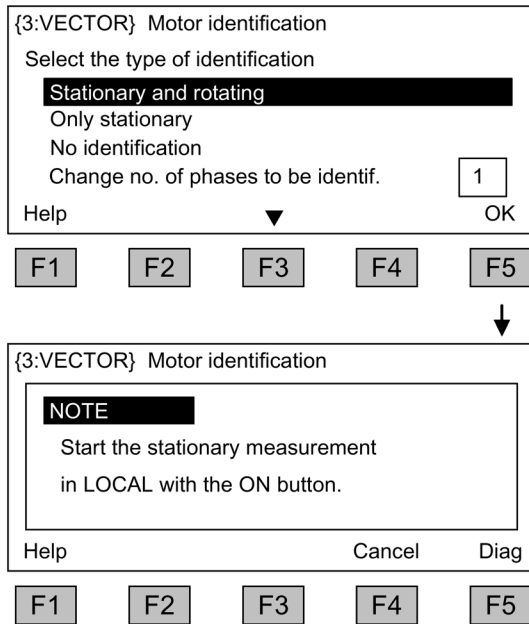 {3:VECTOR} Motor identification
Select the type of identification
Stationary and rotating
Only stationary
No identification
Change no. of phases to be identif. 1
Help OK
F1 F2 F3 F4 F5
{3:VECTOR} Motor identification
NOTE
Start the stationary measurement
in LOCAL with the ON button.
Help Cancel Diag
F1 F2 F3 F4 F5